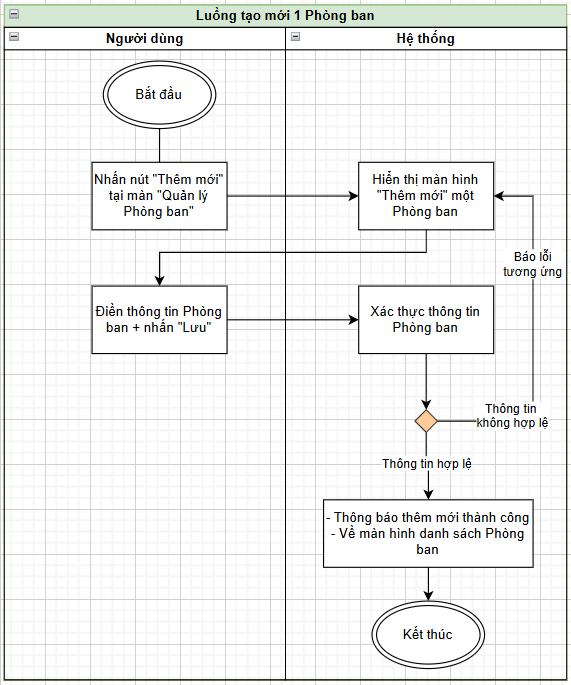 Luồng tạo mới 1 Phòng ban
Người dùng
Hệ thống
Bắt đầu
Nhấn nút "Thêm mới"
tại màn "Quản lý
Phòng ban"
Hiển thị màn hình
"Thêm mới" một
Phòng ban
Báo lỗi
tương ứng
Điền thông tin Phòng
ban + nhấn "Lưu"
Xác thực thông tin
Phòng ban
Thông tin
không hợp lệ
Thông tin hợp lệ
- Thông báo thêm mới thành công
- Về màn hình danh sách Phòng
ban
Kết thúc